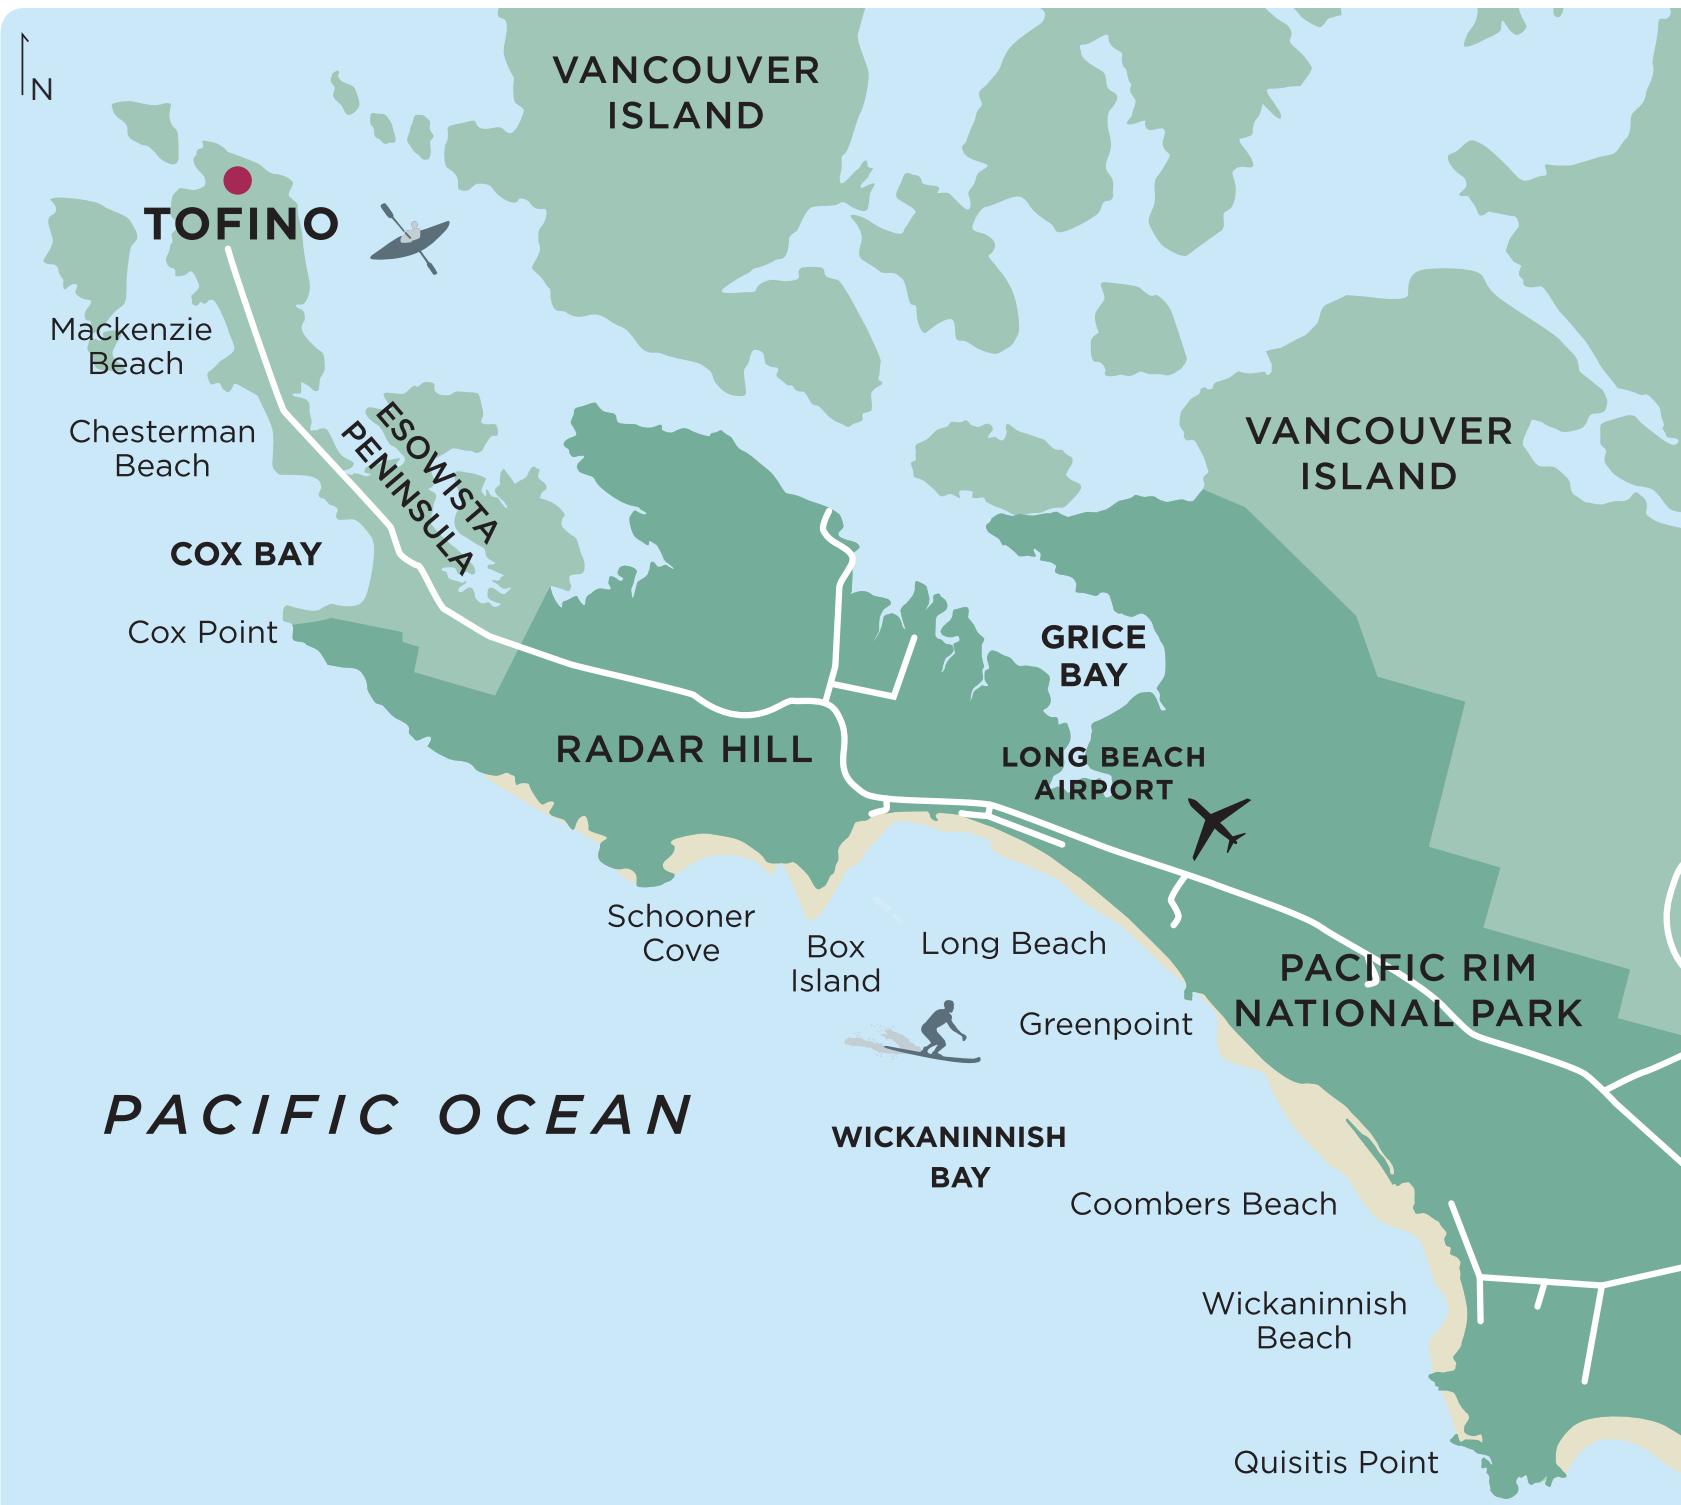 VANCOUVER
ISLAND
N
TOFINO
Mackenzie
Beach
Chesterman
Beach
ESOWISTA
PENINSULA
VANCOUVER
ISLAND
COX BAY
Cox Point
GRICE
BAY
RADAR HILL
LONG BEACH
AIRPORT
Schooner
Cove
Box
Island
Long Beach
PACIFIC RIM
NATIONAL PARK
Greenpoint
PACIFIC OCEAN
WICKANINNISH
BAY
Coombers Beach
Wickaninnish
Beach
Quisitis Point